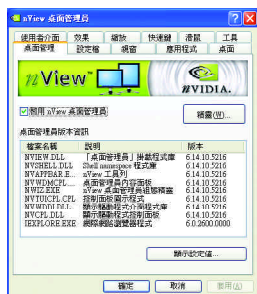 nView 桌面管理員
使用者介面 效果 縮放 快速鍵 滑鼠 工具
桌面管理 設定檔 視窗 應用程式 桌面
nView™
NVIDIA.
啟用 nView 桌面管理員
精靈(W)...
桌面管理員版本資訊
檔案名稱 說明 版本
NVIEW.DLL 「桌面管理員」掛載程式庫 6.14.10.5216
NVSHELL.DLL Shell namespace 程式庫 6.14.10.5216
NVAPPBAR.E... nView 工具列 6.14.10.5216
NVWDMCPL.... 桌面管理員內容面板 6.14.10.5216
NWIZ.EXE nView 桌面管理員組態精靈 6.14.10.5216
NVTUICPL.CPL 控制面板圖示程式 6.14.10.5216
NVWDDI.DLL 顯示驅動程式介面程式庫 6.14.10.5216
NVCPL.DLL 顯示驅動程式控制面板 6.14.10.5216
IEXPLORE.EXE 網際網路瀏覽器程式 6.0.2600.0000
顯示設定值...
確定 取消 套用(A)